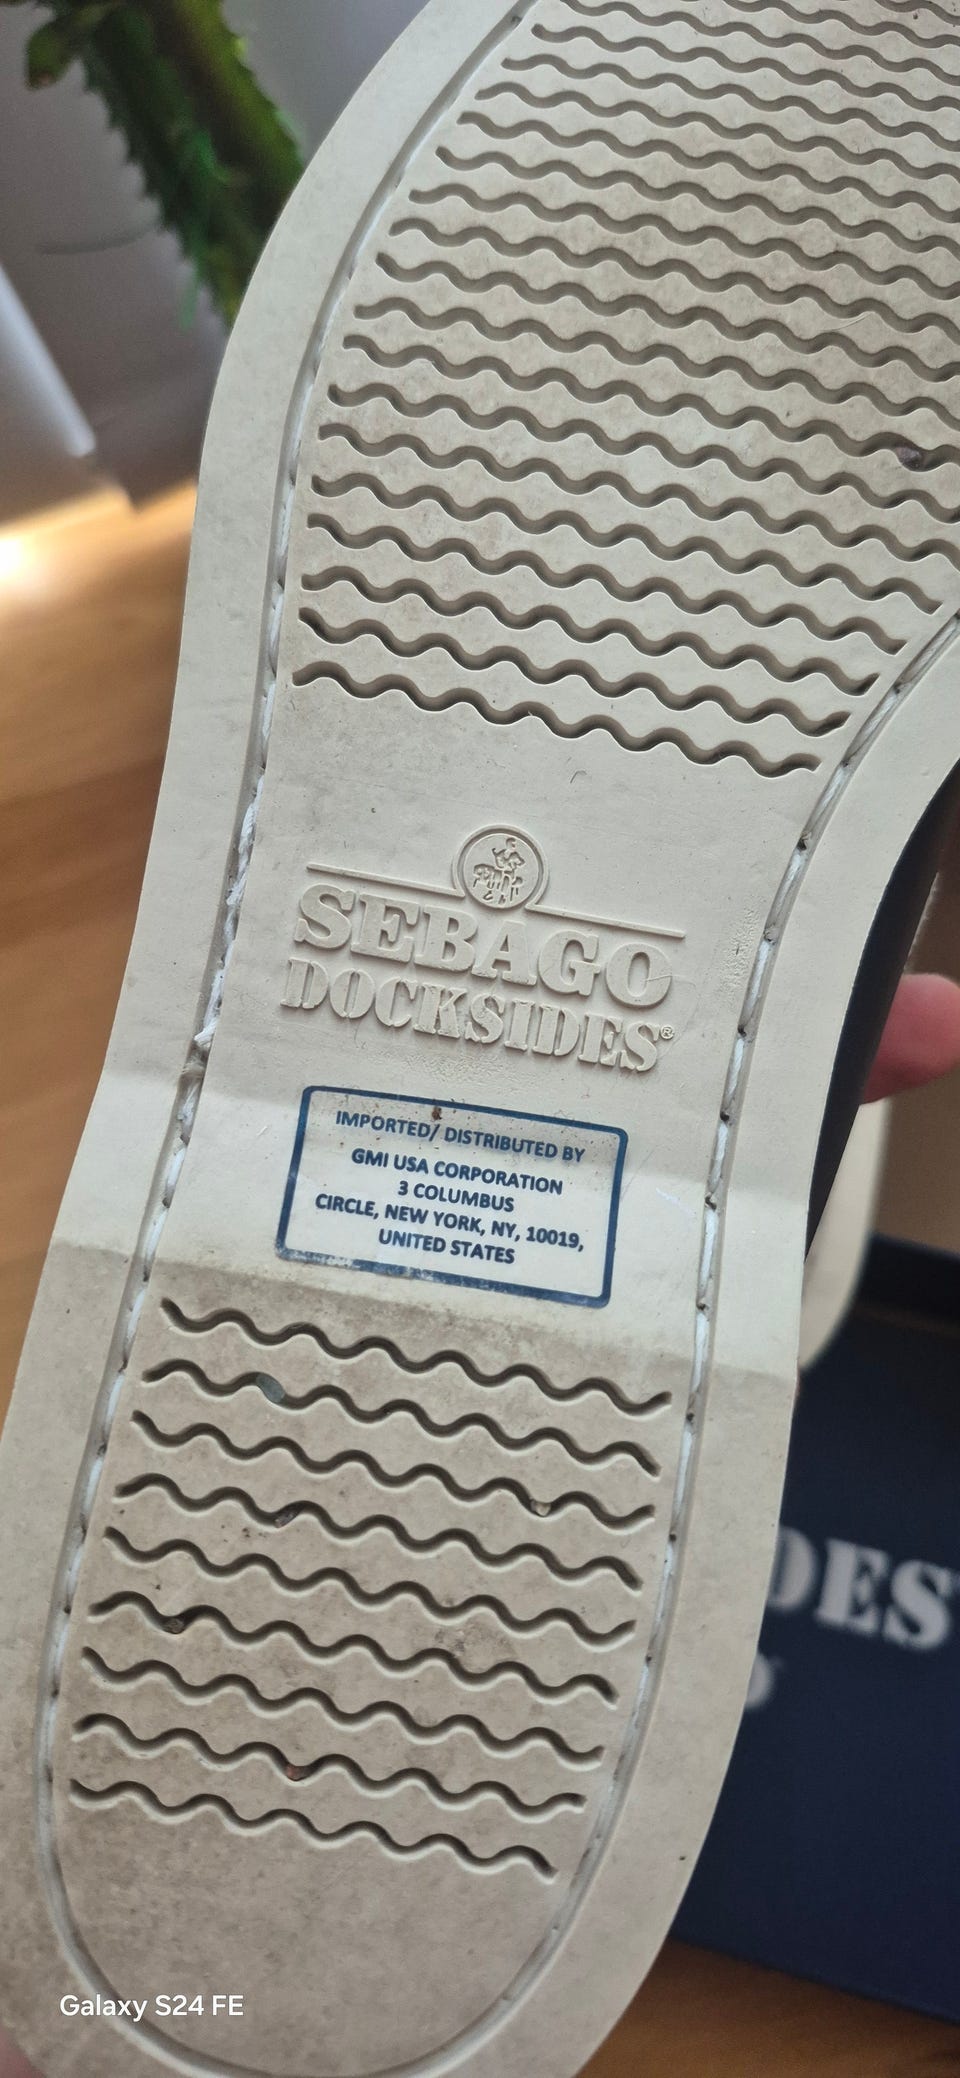 SEBAGO
DOCKSIDES®
IMPORTED/ DISTRIBUTED BY
GMI USA CORPORATION
3 COLUMBUS
CIRCLE, NEW YORK, NY, 10019,
UNITED STATES
DES
Galaxy S24 FE